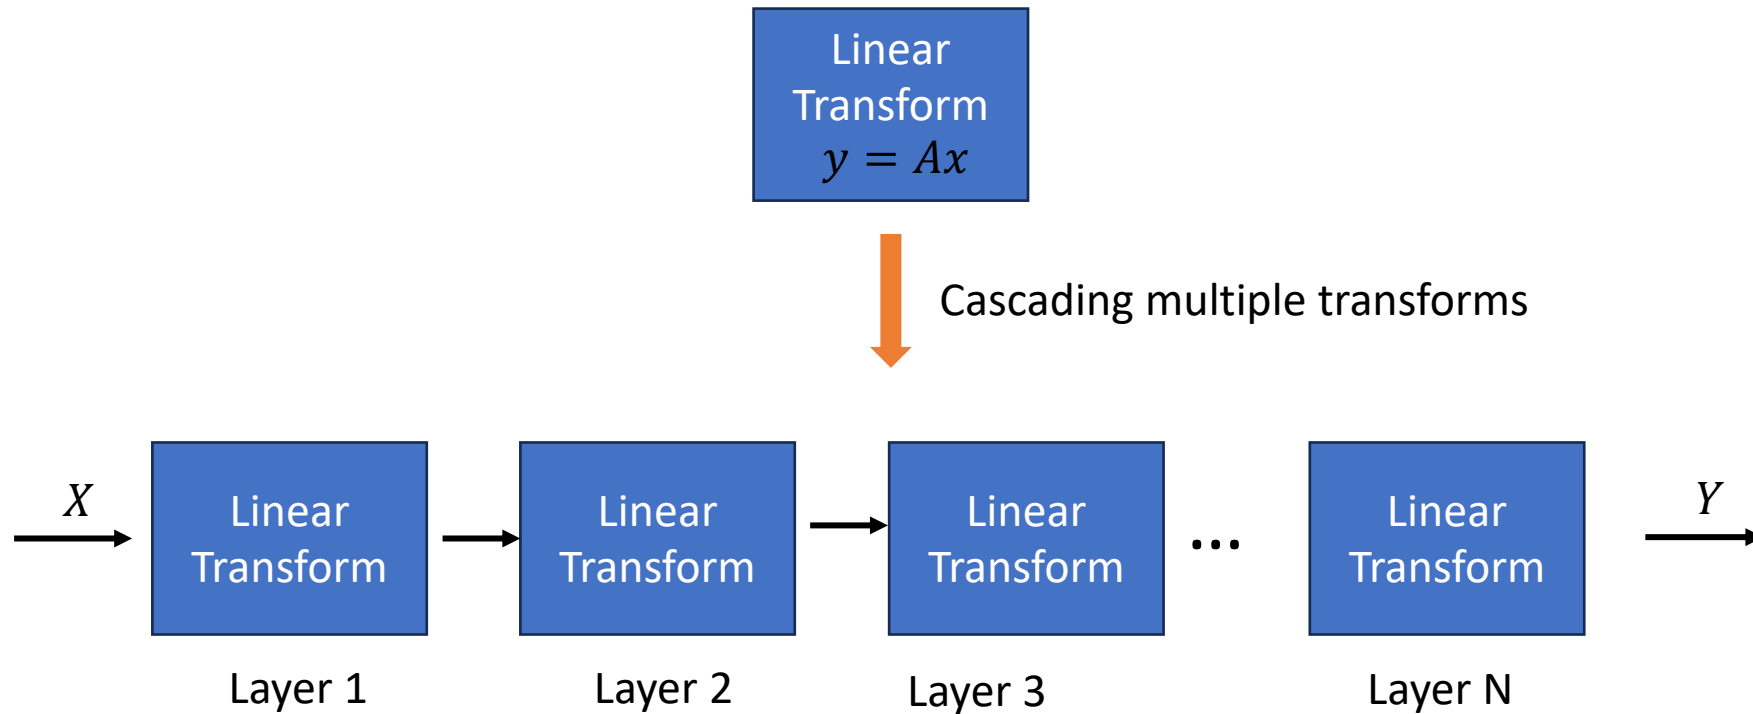 Linear
Transform
y = Ax
Cascading multiple transforms
X
Linear
Transform
Linear
Transform
Linear
Transform
...
Linear
Transform
Y
Layer 1
Layer 2
Layer 3
Layer N